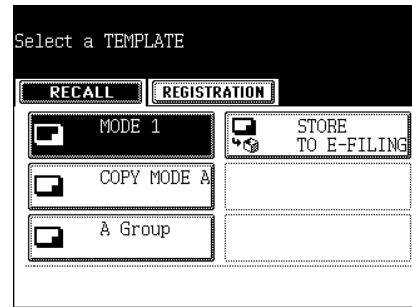 Select a TEMPLATE
RECALL REGISTRATION
MODE 1 STORE
TO E-FILING
COPY MODE A
A Group